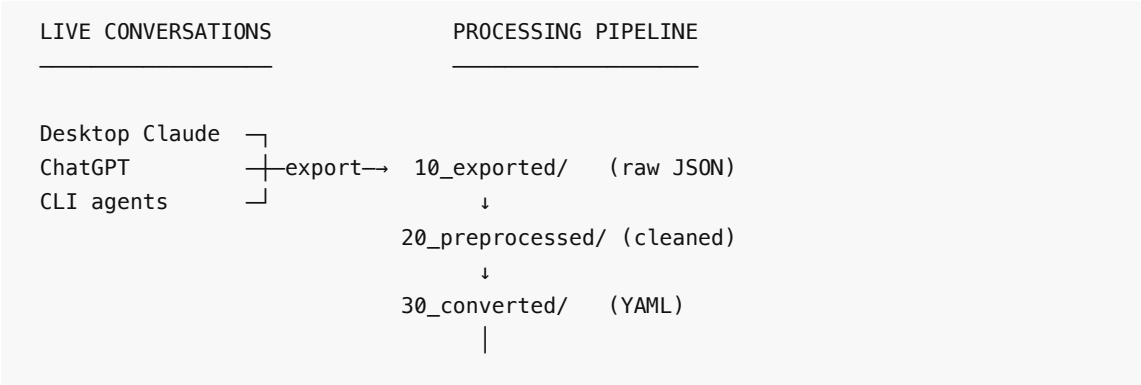 LIVE CONVERSATIONS                PROCESSING PIPELINE
──────────────────                ───────────────────
Desktop Claude  ─┐
ChatGPT         ─┼─export─→  10_exported/   (raw JSON)
CLI agents      ─┘                ↓
                            20_preprocessed/ (cleaned)
                                  ↓
                            30_converted/   (YAML)
                                  │